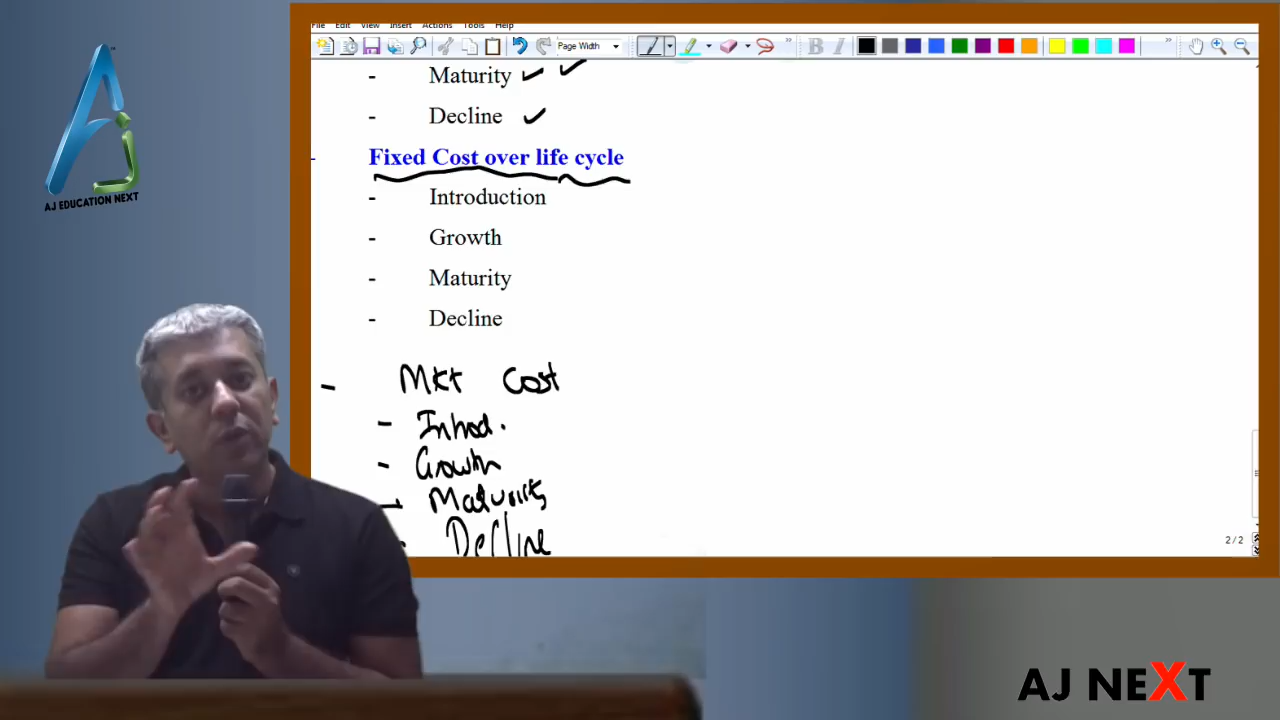 File Edit View Insert Actions Tools Help
Page Width
B I
- Maturity
- Decline
- Fixed Cost over life cycle
- Introduction
- Growth
- Maturity
- Decline
- Mkt Cost
- Introd.
- Growth
- Maturity
- Decline
2/2
AJ EDUCATION NEXT
AJ NEXT